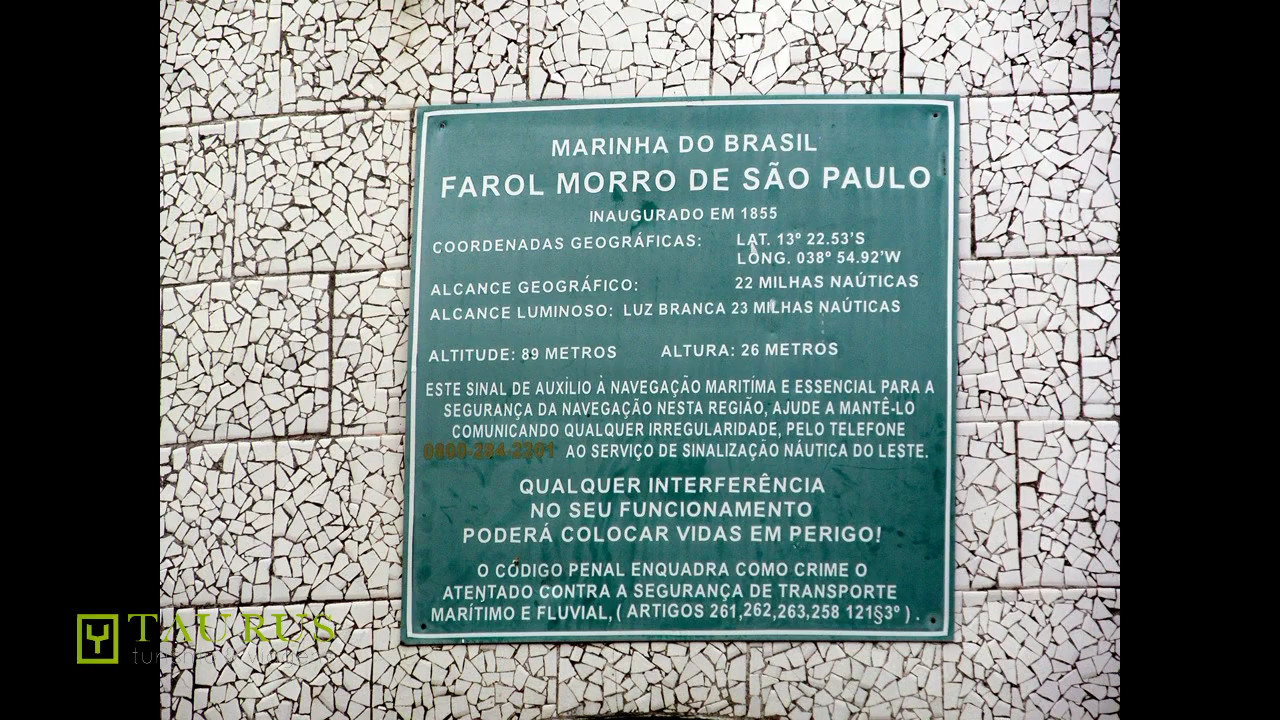 MARINHA DO BRASIL
FAROL MORRO DE SÃO PAULO
INAUGURADO EM 1855
COORDENADAS GEOGRÁFICAS: LAT. 13º 22.53'S
LONG. 038º 54.92'W
ALCANCE GEOGRÁFICO: 22 MILHAS NAÚTICAS
ALCANCE LUMINOSO: LUZ BRANCA 23 MILHAS NAÚTICAS
ALTITUDE: 89 METROS ALTURA: 26 METROS
ESTE SINAL DE AUXÍLIO À NAVEGAÇÃO MARITÍMA E ESSENCIAL PARA A
SEGURANÇA DA NAVEGAÇÃO NESTA REGIÃO, AJUDE A MANTÊ-LO
COMUNICANDO QUALQUER IRREGULARIDADE, PELO TELEFONE
AO SERVIÇO DE SINALIZAÇÃO NÁUTICA DO LESTE.
QUALQUER INTERFERÊNCIA
NO SEU FUNCIONAMENTO
PODERÁ COLOCAR VIDAS EM PERIGO!
O CÓDIGO PENAL ENQUADRA COMO CRIME O
ATENTADO CONTRA A SEGURANÇA DE TRANSPORTE
MARÍTIMO E FLUVIAL, ( ARTIGOS 261,262,263,258 121§3º ) .
TAURUS